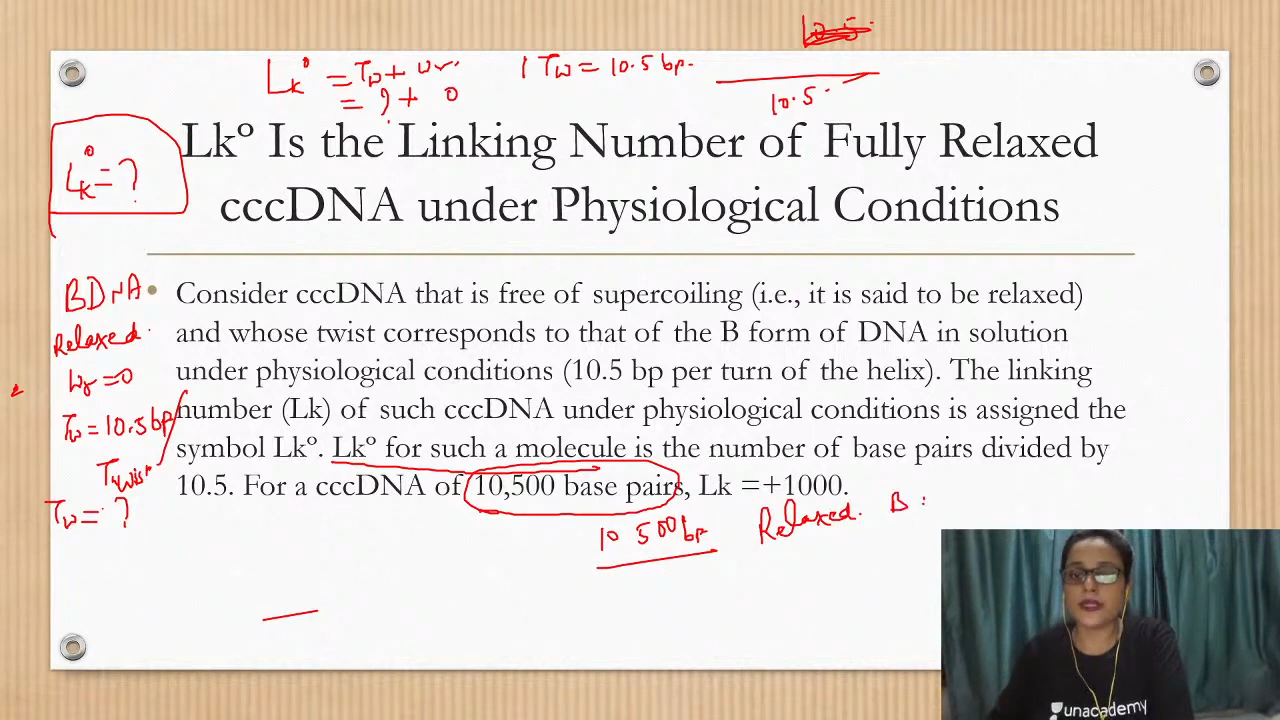 Lk° = Tw + Wr.
= ? + 0
1 Tw = 10.5 bp.
10.5
Lk° Is the Linking Number of Fully Relaxed
cccDNA under Physiological Conditions
Lk° = ?
BDNA
Relaxed
Wr = 0
Tw = 10.5 bp
Twist
Tw = ?
• Consider cccDNA that is free of supercoiling (i.e., it is said to be relaxed)
and whose twist corresponds to that of the B form of DNA in solution
under physiological conditions (10.5 bp per turn of the helix). The linking
number (Lk) of such cccDNA under physiological conditions is assigned the
symbol Lk°. Lk° for such a molecule is the number of base pairs divided by
10.5. For a cccDNA of 10,500 base pairs, Lk =+1000.
10 500 bp
Relaxed. B
unacademy